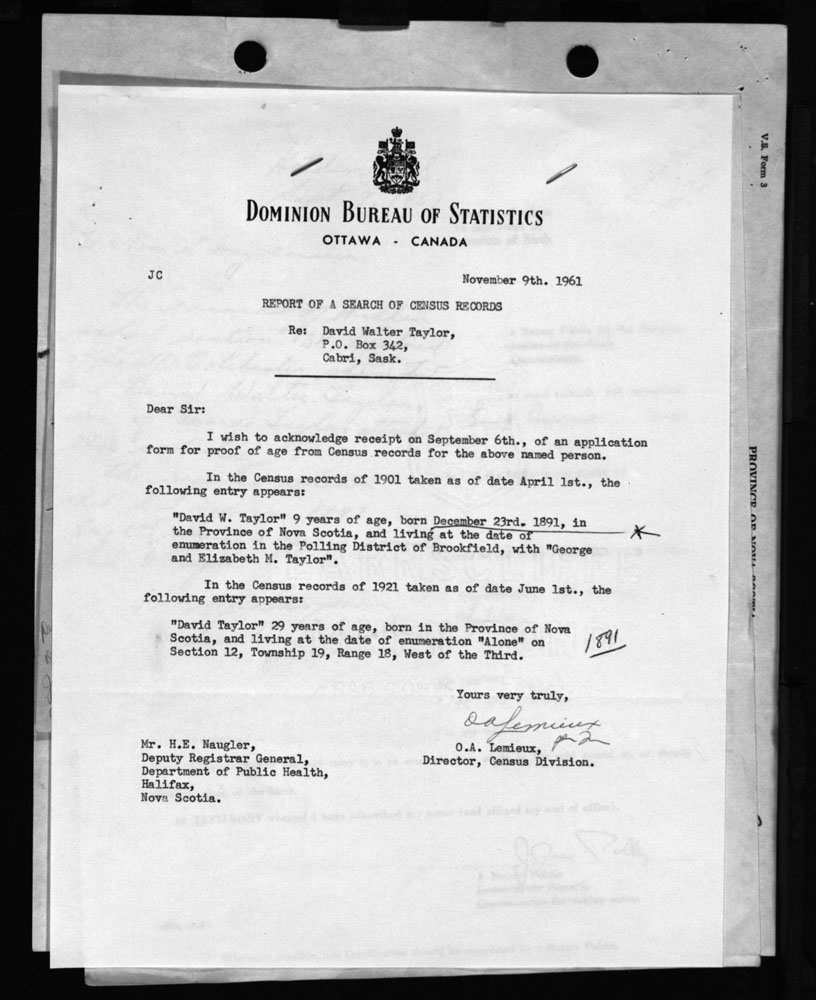 DOMINION BUREAU OF STATISTICS
OTTAWA - CANADA
JC
November 9th. 1961
REPORT OF A SEARCH OF CENSUS RECORDS
Re: David Walter Taylor,
P.O. Box 342,
Cabri, Sask.
Dear Sir:
I wish to acknowledge receipt on September 6th., of an application
form for proof of age from Census records for the above named person.
In the Census records of 1901 taken as of date April 1st., the
following entry appears:
"David W. Taylor" 9 years of age, born December 23rd. 1891, in
the Province of Nova Scotia, and living at the date of
enumeration in the Polling District of Brookfield, with "George
and Elizabeth M. Taylor".
In the Census records of 1921 taken as of date June 1st., the
following entry appears:
"David Taylor" 29 years of age, born in the Province of Nova
Scotia, and living at the date of enumeration "Alone" on
Section 12, Township 19, Range 18, West of the Third.
1891
Yours very truly,
O A Lemieux
O.A. Lemieux,
Director, Census Division.
Mr. H.E. Naugler,
Deputy Registrar General,
Department of Public Health,
Halifax,
Nova Scotia.
V.S. Form 3
PROVINCE OF NOVA SCOTIA